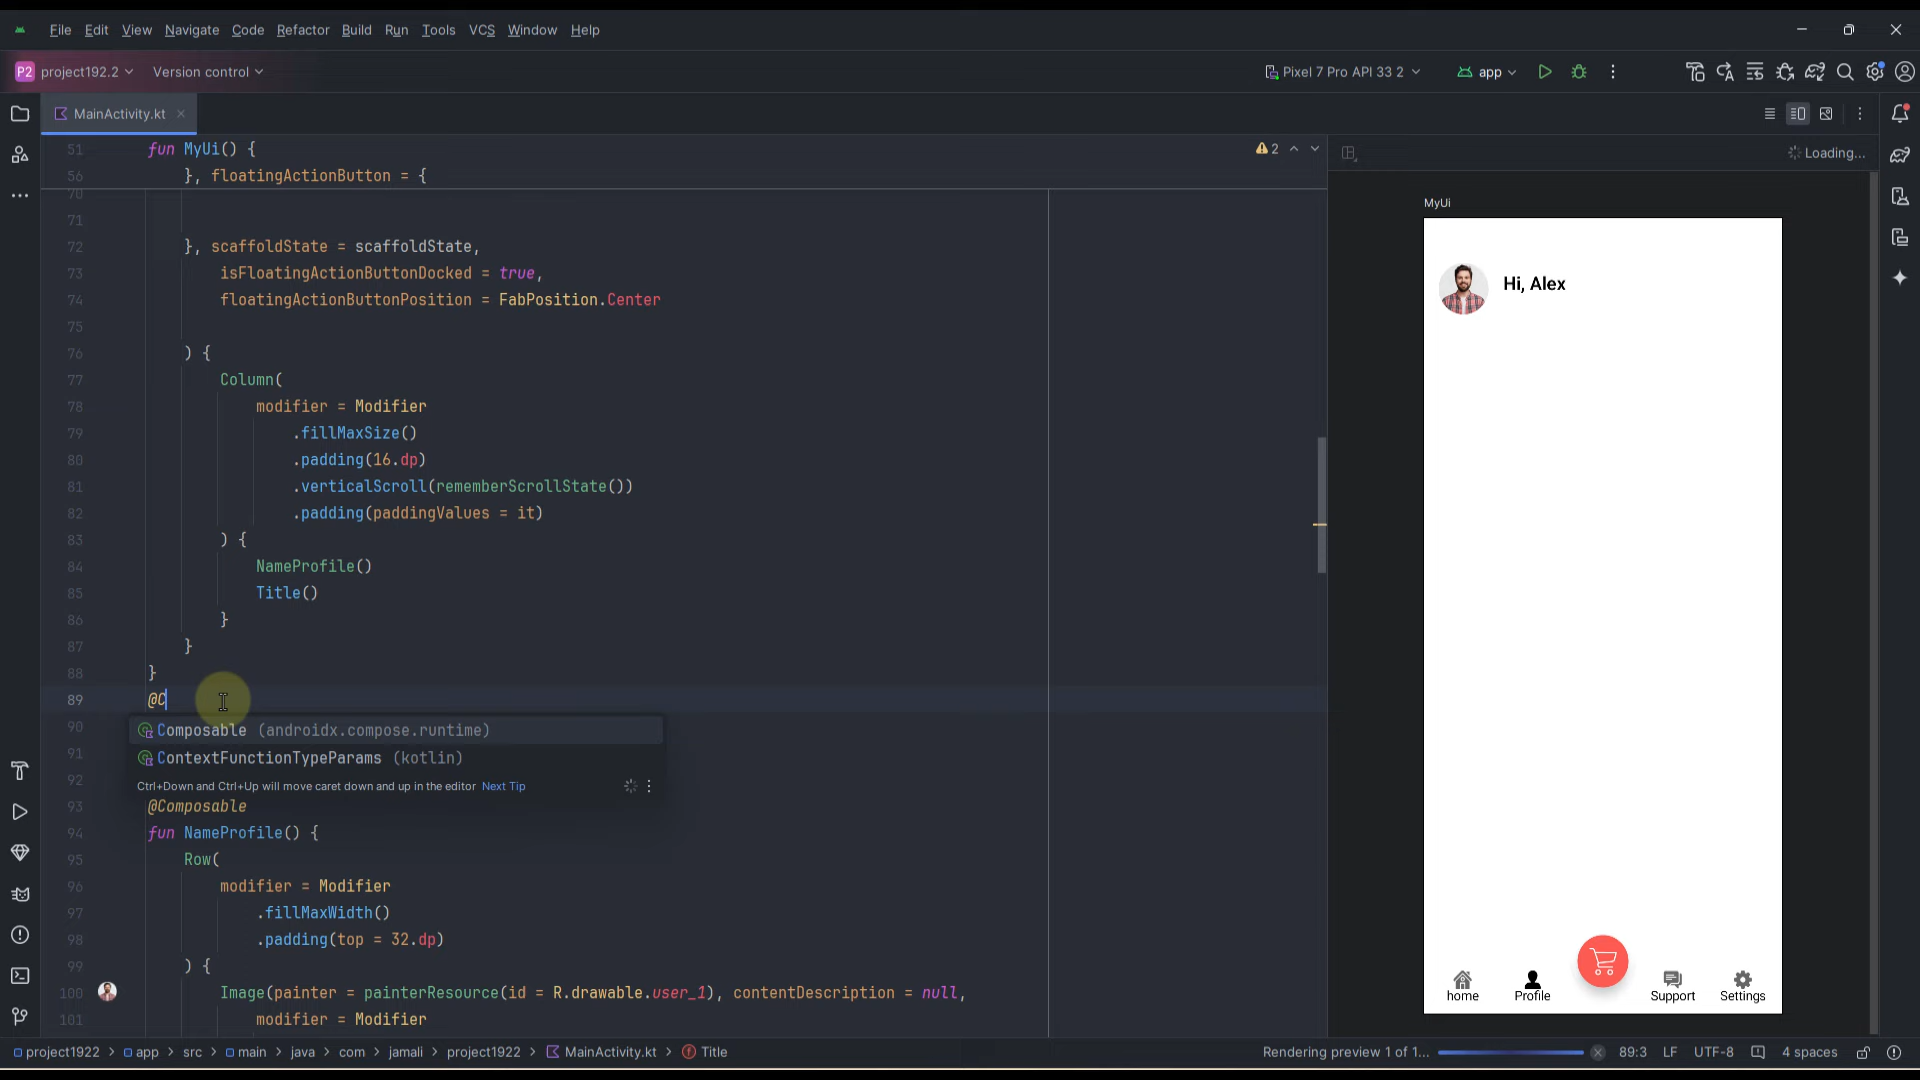 File Edit View Navigate Code Refactor Build Run Tools VCS Window Help
P2 project192.2 Version control Pixel 7 Pro API 33 2 app
MainActivity.kt
51 fun MyUi() { 2
56 }, floatingActionButton = {
Loading...
70
71
72 }, scaffoldState = scaffoldState,
73 isFloatingActionButtonDocked = true,
74 floatingActionButtonPosition = FabPosition.Center
75
76 ) {
77 Column(
78 modifier = Modifier
79 .fillMaxSize()
80 .padding(16.dp)
81 .verticalScroll(rememberScrollState())
82 .padding(paddingValues = it)
83 ) {
84 NameProfile()
85 Title()
86 }
87 }
88 }
89 @C
90 Composable (androidx.compose.runtime)
91 ContextFunctionTypeParams (kotlin)
92 Ctrl+Down and Ctrl+Up will move caret down and up in the editor Next Tip
93 @Composable
94 fun NameProfile() {
95 Row(
96 modifier = Modifier
97 .fillMaxWidth()
98 .padding(top = 32.dp)
99 ) {
100 Image(painter = painterResource(id = R.drawable.user_1), contentDescription = null,
101 modifier = Modifier
MyUi
Hi, Alex
home Profile Support Settings
project1922 > app > src > main > java > com > jamali > project1922 > MainActivity.kt > Title Rendering preview 1 of 1... 89:3 LF UTF-8 4 spaces